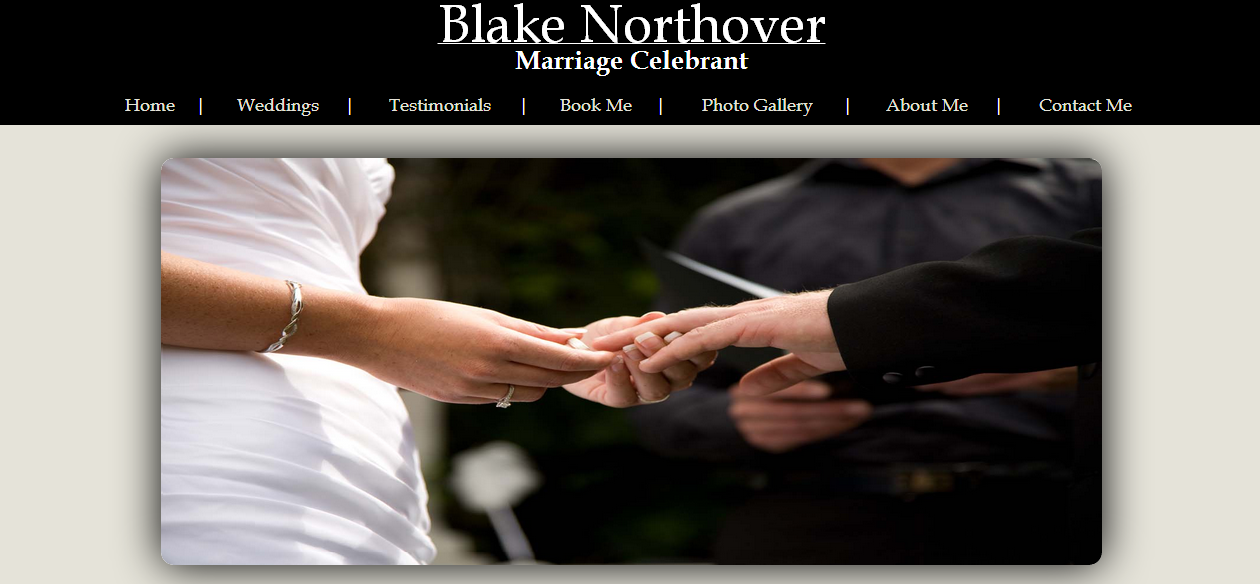 Blake Northover
Marriage Celebrant
Home | Weddings | Testimonials | Book Me | Photo Gallery | About Me | Contact Me